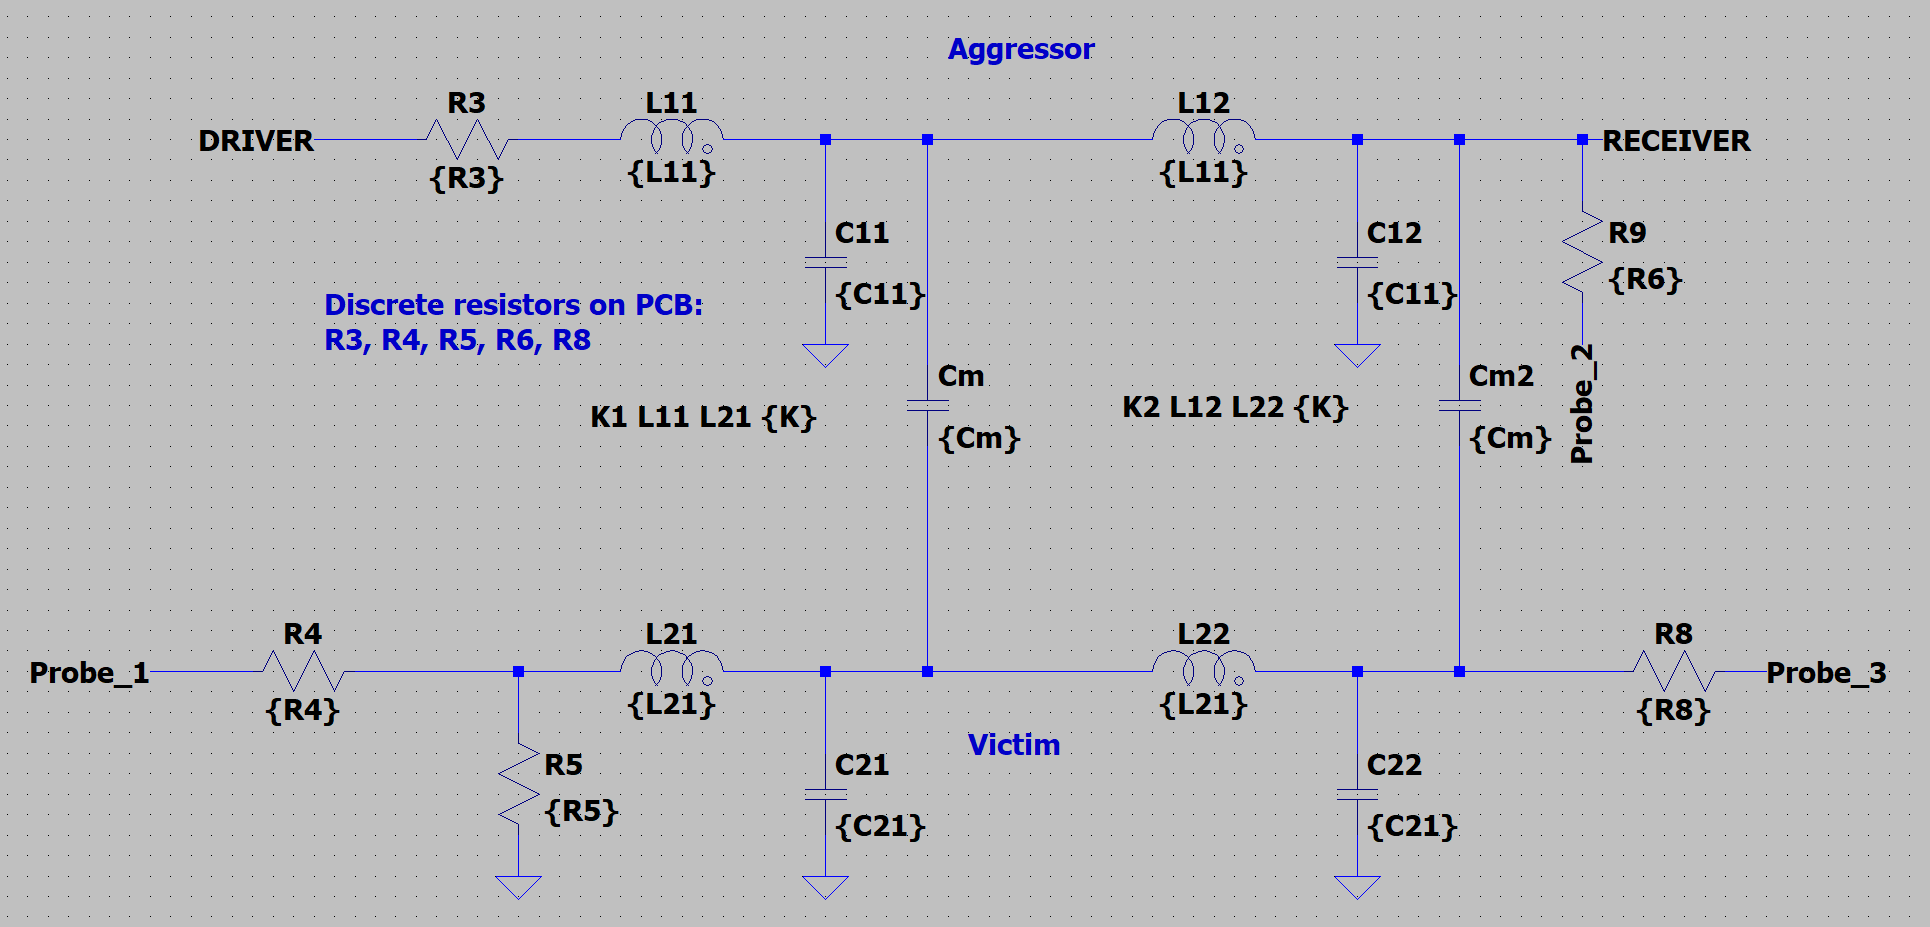 Aggressor
R3
L11
L12
DRIVER
RECEIVER
{R3}
{L11}
{L11}
C11
C12
R9
{C11}
{C11}
{R6}
Discrete resistors on PCB:
R3, R4, R5, R6, R8
Probe_2
Cm
Cm2
K1 L11 L21 {K}
K2 L12 L22 {K}
{Cm}
{Cm}
R4
L21
L22
R8
Probe_1
Probe_3
{R4}
{L21}
{L21}
{R8}
Victim
R5
C21
C22
{R5}
{C21}
{C21}